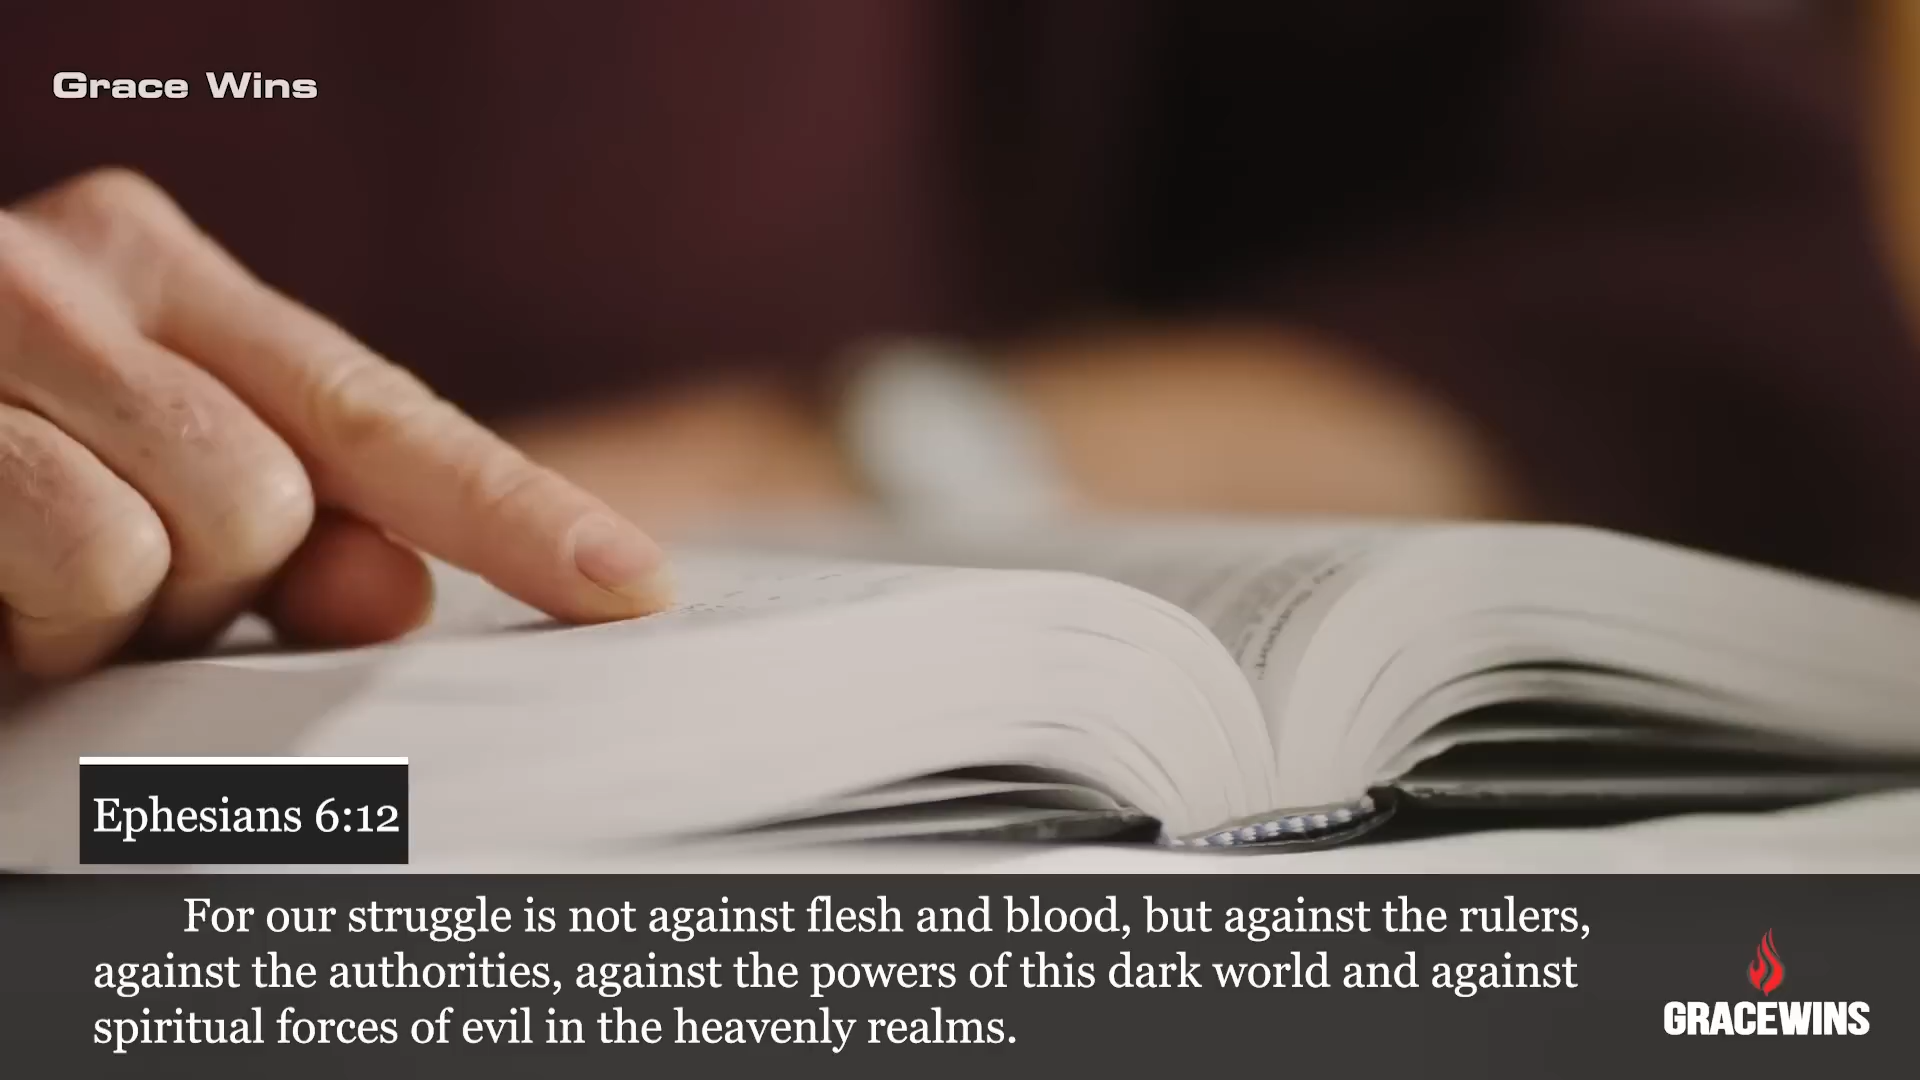 Grace Wins
Ephesians 6:12
For our struggle is not against flesh and blood, but against the rulers,
against the authorities, against the powers of this dark world and against
spiritual forces of evil in the heavenly realms.
GRACEWINS